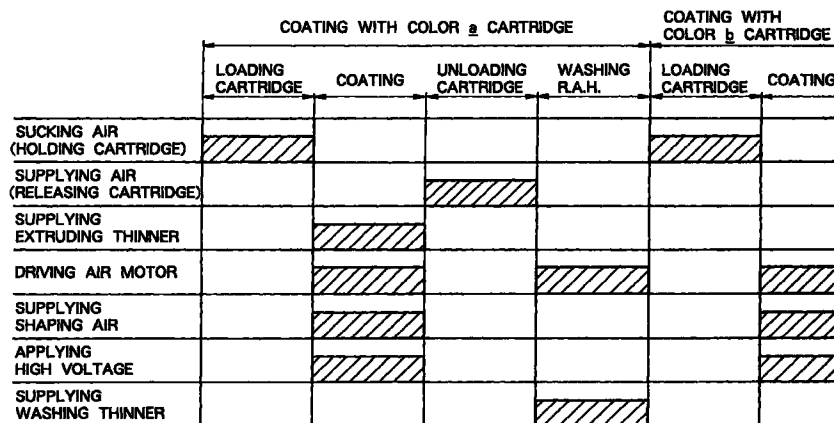 COATING WITH COLOR a CARTRIDGE
COATING WITH
COLOR b CARTRIDGE
LOADING
CARTRIDGE
COATING
UNLOADING
CARTRIDGE
WASHING
R.A.H.
LOADING
CARTRIDGE
COATING
SUCKING AIR
(HOLDING CARTRIDGE)
SUPPLYING AIR
(RELEASING CARTRIDGE)
SUPPLYING
EXTRUDING THINNER
DRIVING AIR MOTOR
SUPPLYING
SHAPING AIR
APPLYING
HIGH VOLTAGE
SUPPLYING
WASHING THINNER